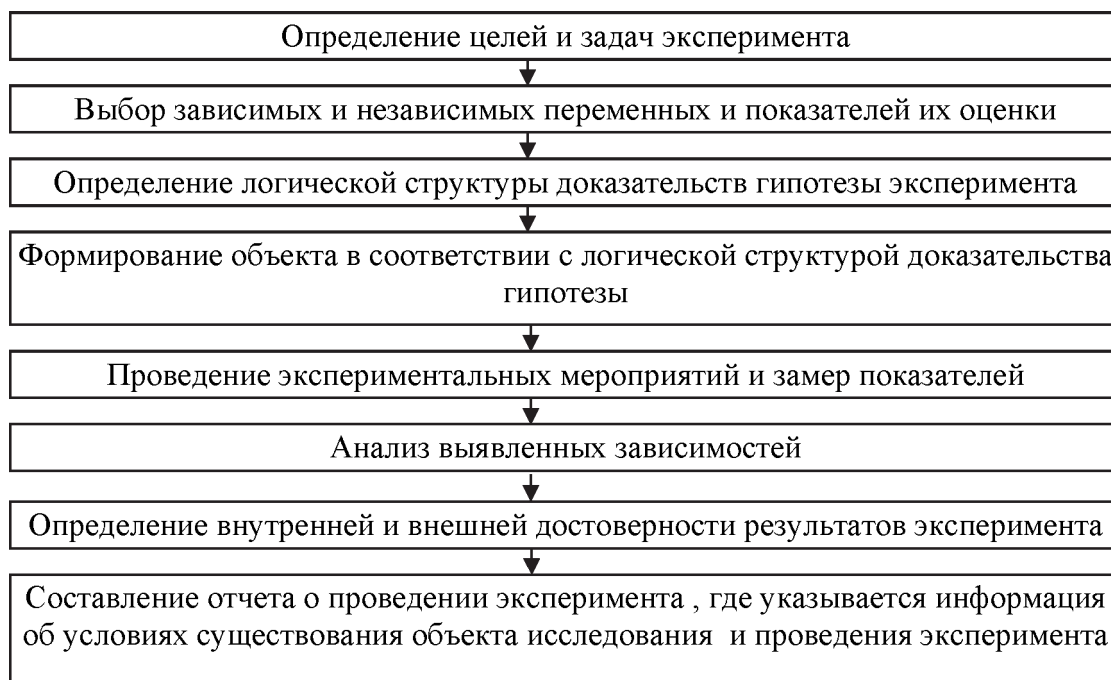 Определение целей и задач эксперимента
Выбор зависимых и независимых переменных и показателей их оценки
Определение логической структуры доказательств гипотезы эксперимента
Формирование объекта в соответствии с логической структурой доказательства
гипотезы
Проведение экспериментальных мероприятий и замер показателей
Анализ выявленных зависимостей
Определение внутренней и внешней достоверности результатов эксперимента
Составление отчета о проведении эксперимента , где указывается информация
об условиях существования объекта исследования и проведения эксперимента